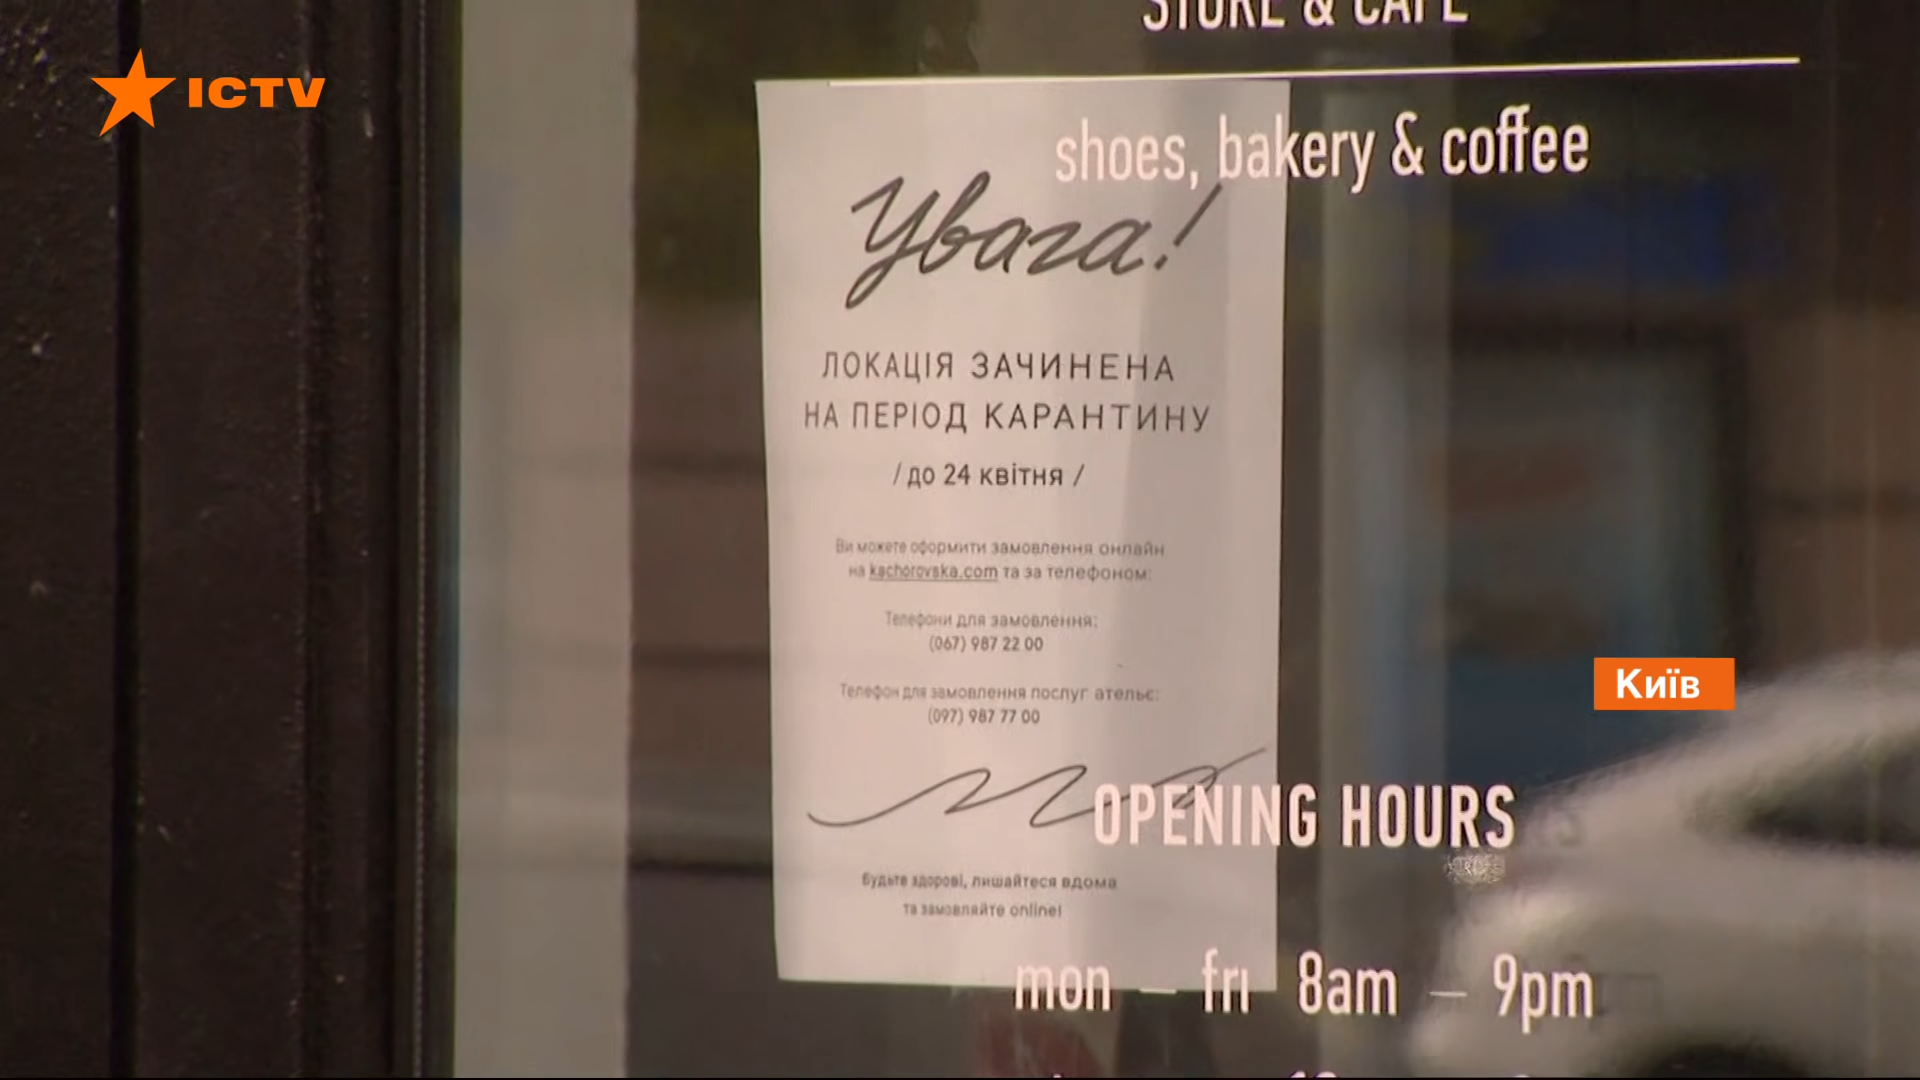 STORE & CAFE
ICTV
shoes, bakery & coffee
Увага!
ЛОКАЦІЯ ЗАЧИНЕНА
НА ПЕРІОД КАРАНТИНУ
/ до 24 квітня /
Ви можете оформити замовлення онлайн
на kachorovska.com та за телефоном:
Телефони для замовлення:
(067) 987 22 00
Київ
Телефон для замовлення послуг ательє:
(097) 987 77 00
OPENING HOURS
Будьте здорові, лишайтеся вдома
та замовляйте online!
mon – fri 8am – 9pm